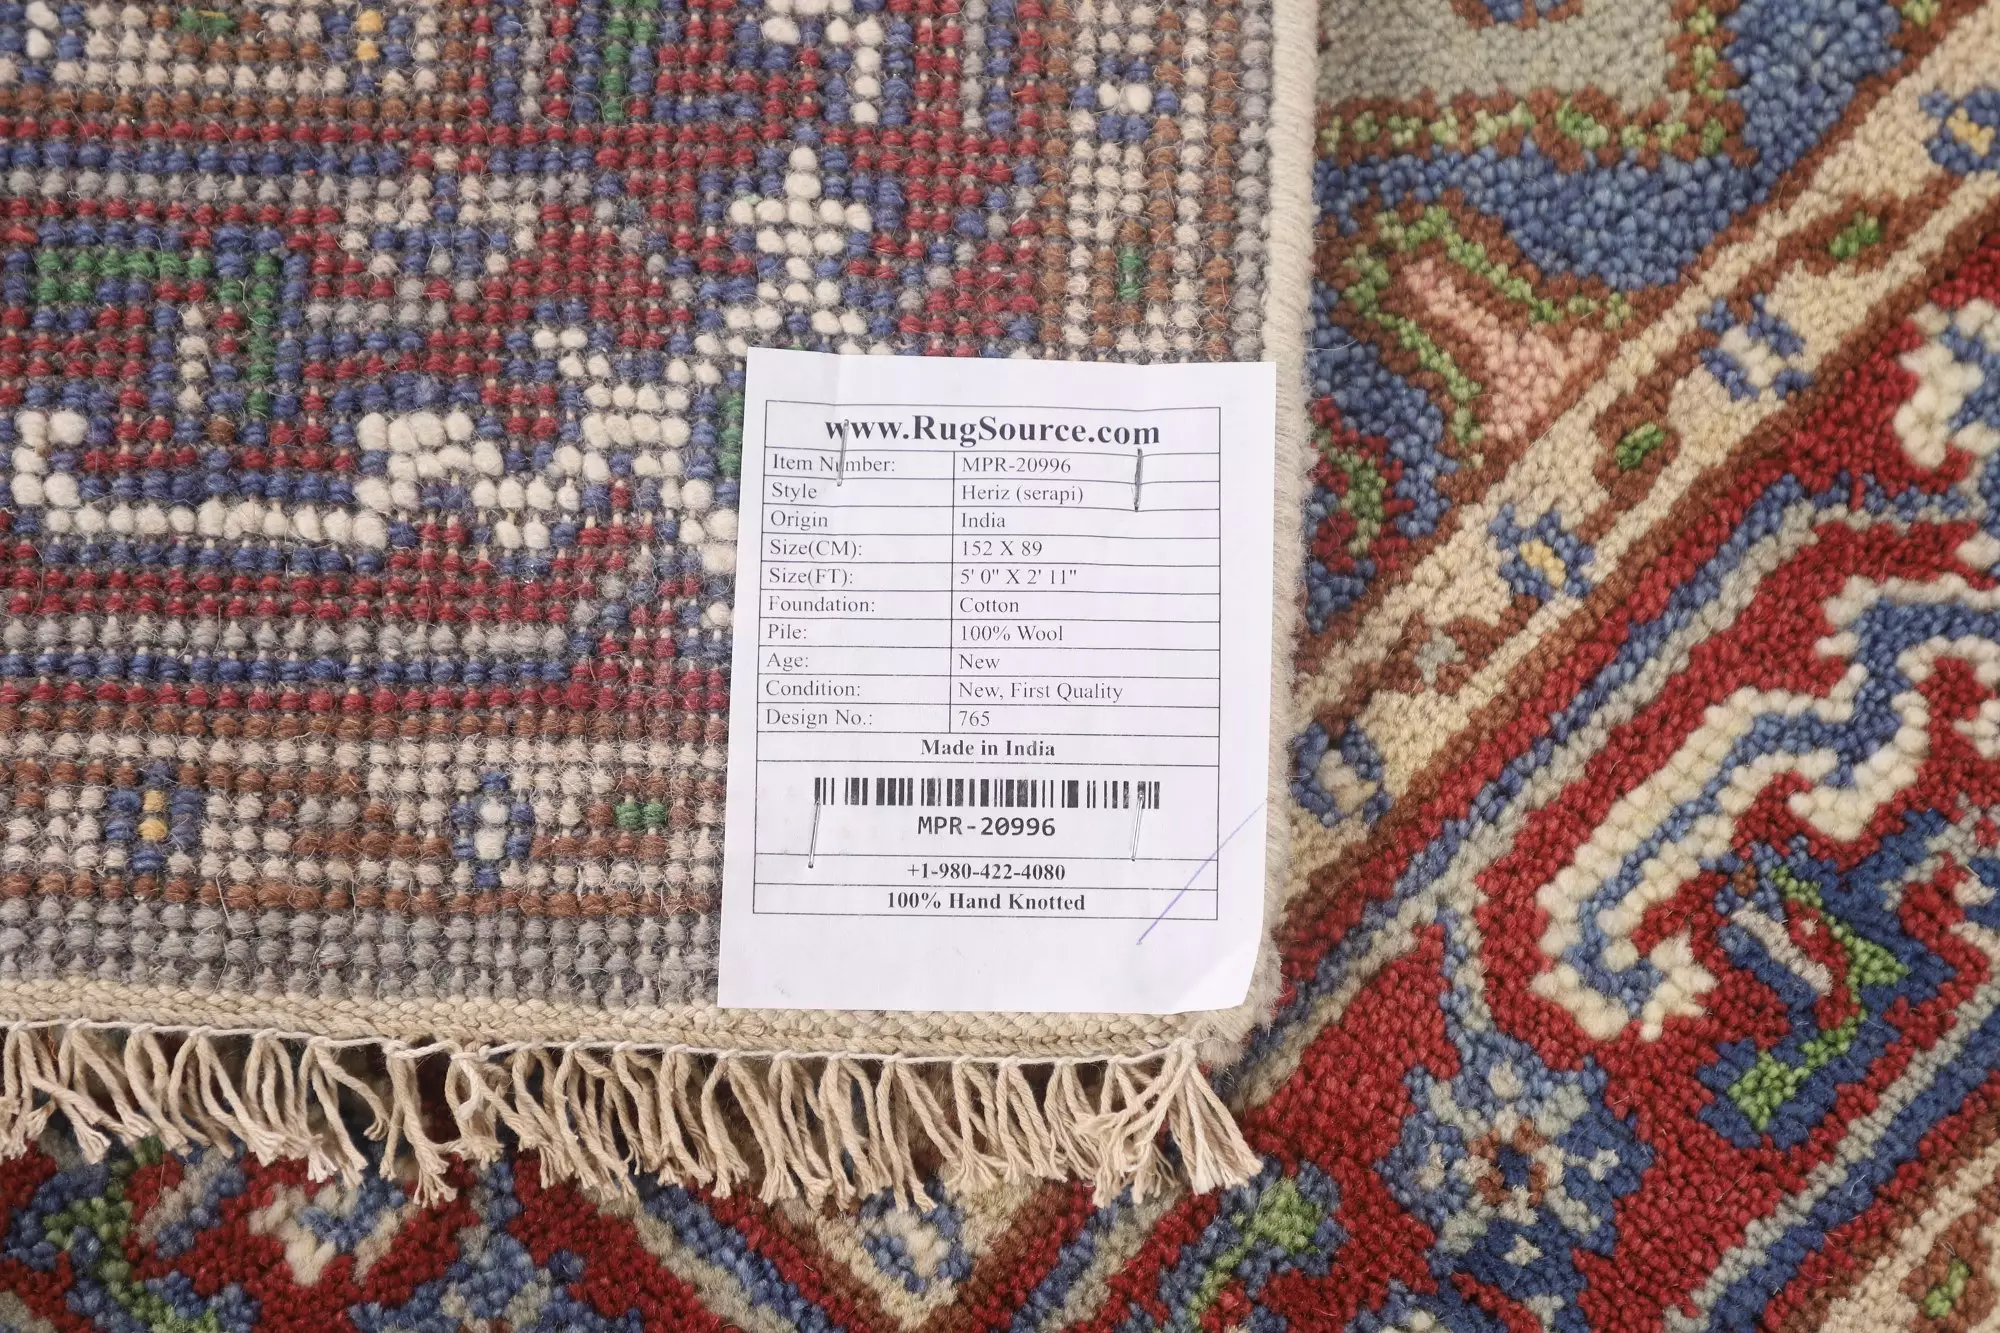 www.RugSource.com
Item Number: MPR-20996
Style Heriz (serapi)
Origin India
Size(CM): 152 X 89
Size(FT): 5' 0" X 2' 11"
Foundation: Cotton
Pile: 100% Wool
Age: New
Condition: New, First Quality
Design No.: 765
Made in India
MPR-20996
+1-980-422-4080
100% Hand Knotted